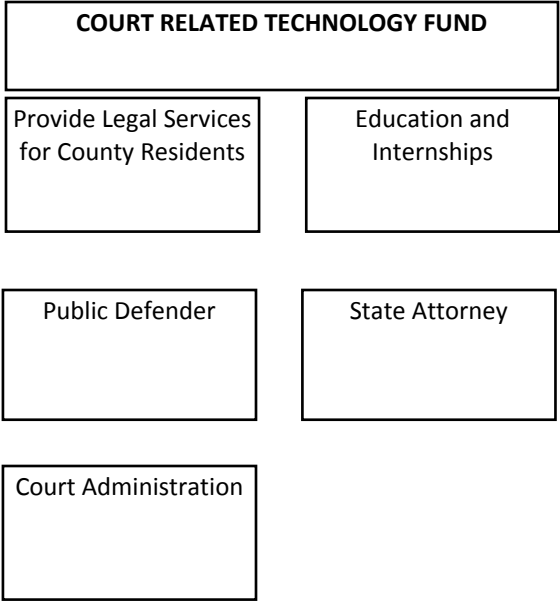 COURT RELATED TECHNOLOGY FUND
Provide Legal Services
for County Residents
Education and
Internships
Public Defender
State Attorney
Court Administration